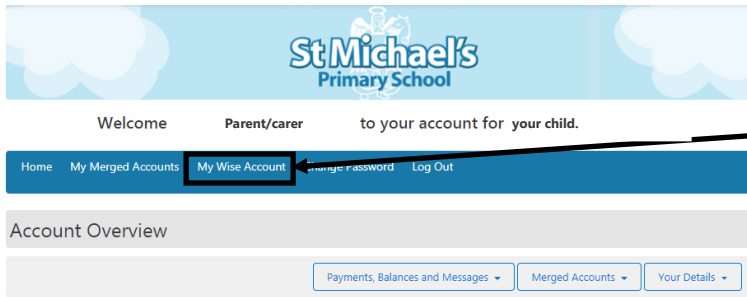 St Michael's
Primary School
Welcome Parent/carer to your account for your child.
Home My Merged Accounts My Wise Account Change Password Log Out
Account Overview
Payments, Balances and Messages Merged Accounts Your Details